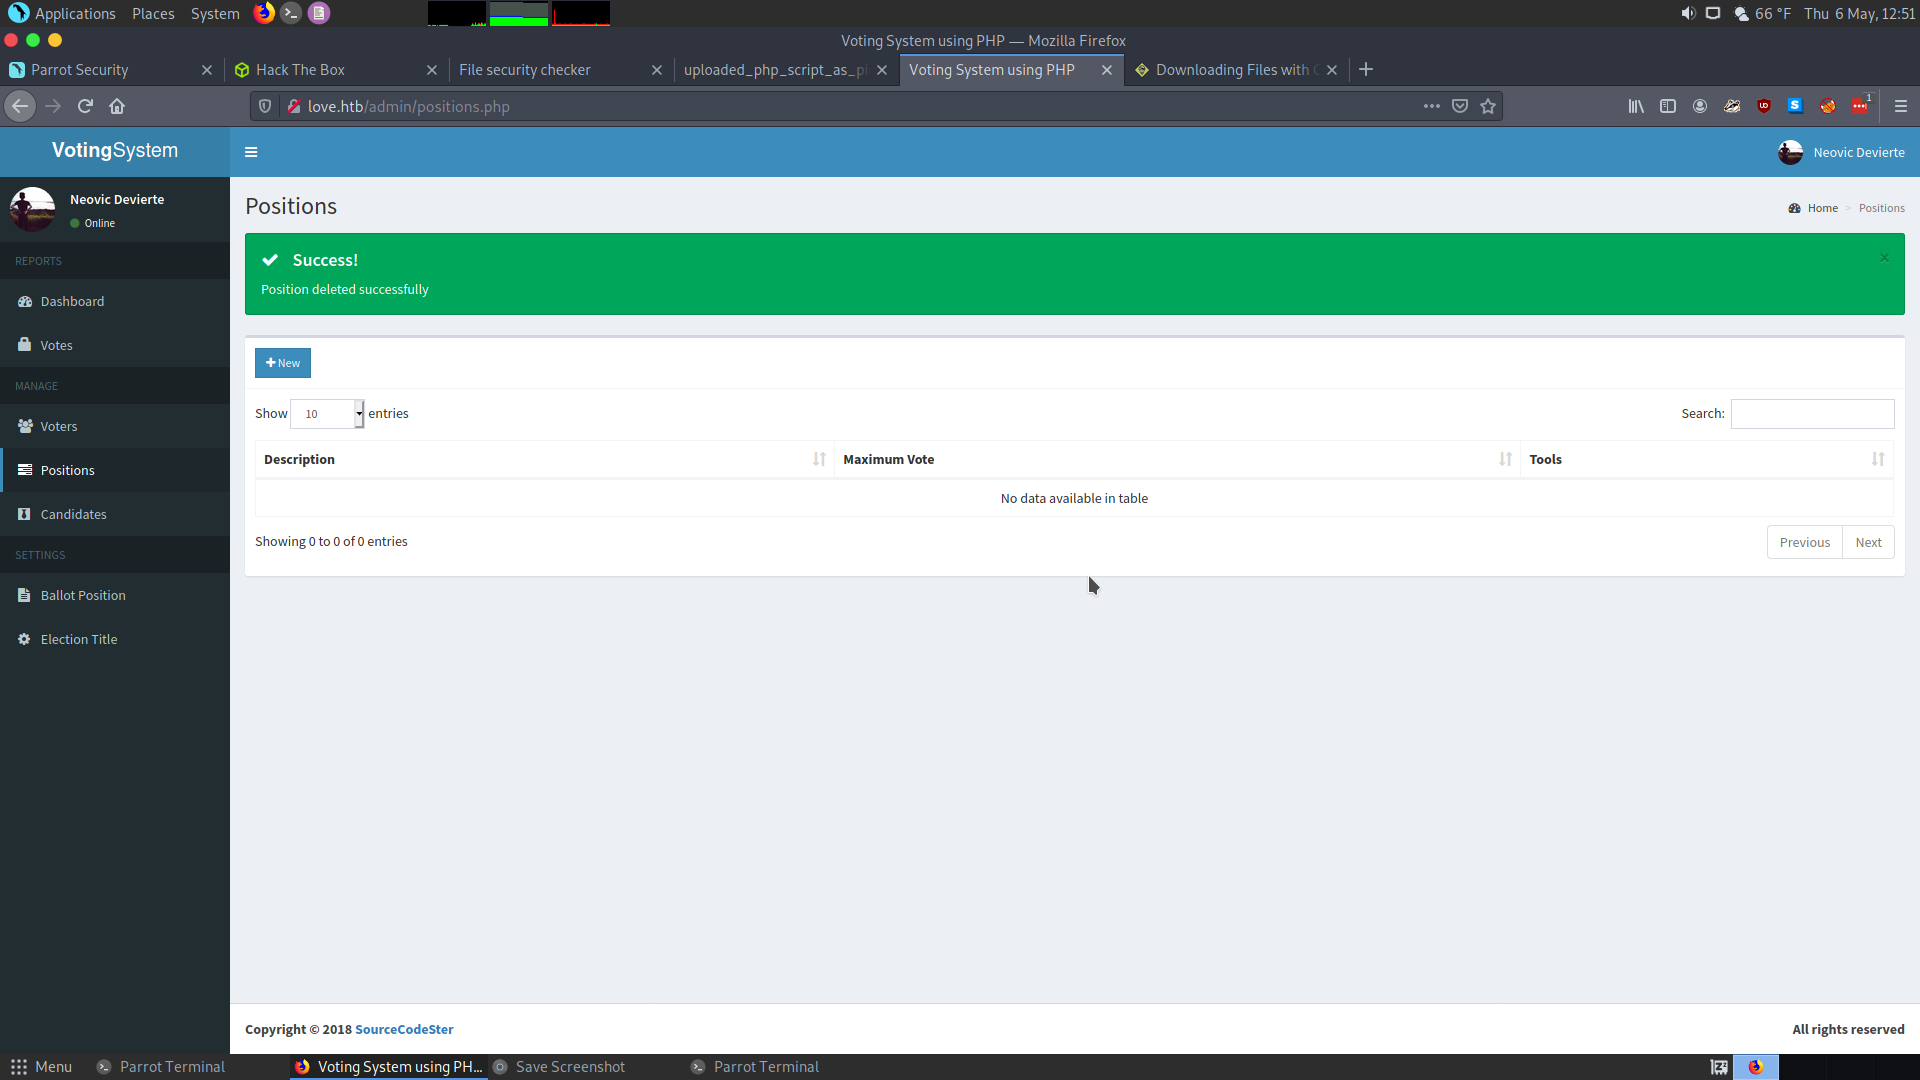 Applications Places System 66 °F Thu 6 May, 12:51
Voting System using PHP — Mozilla Firefox
Parrot Security Hack The Box File security checker uploaded_php_script_as_p Voting System using PHP Downloading Files with
love.htb/admin/positions.php
1
VotingSystem Neovic Devierte
Neovic Devierte
Online
REPORTS
Dashboard
Votes
MANAGE
Voters
Positions
Candidates
SETTINGS
Ballot Position
Election Title
Positions
Home > Positions
Success! ×
Position deleted successfully
New
Show 10 entries Search:
Description Maximum Vote Tools
No data available in table
Showing 0 to 0 of 0 entries Previous Next
Copyright © 2018 SourceCodeSter All rights reserved
Menu Parrot Terminal Voting System using PH... Save Screenshot Parrot Terminal